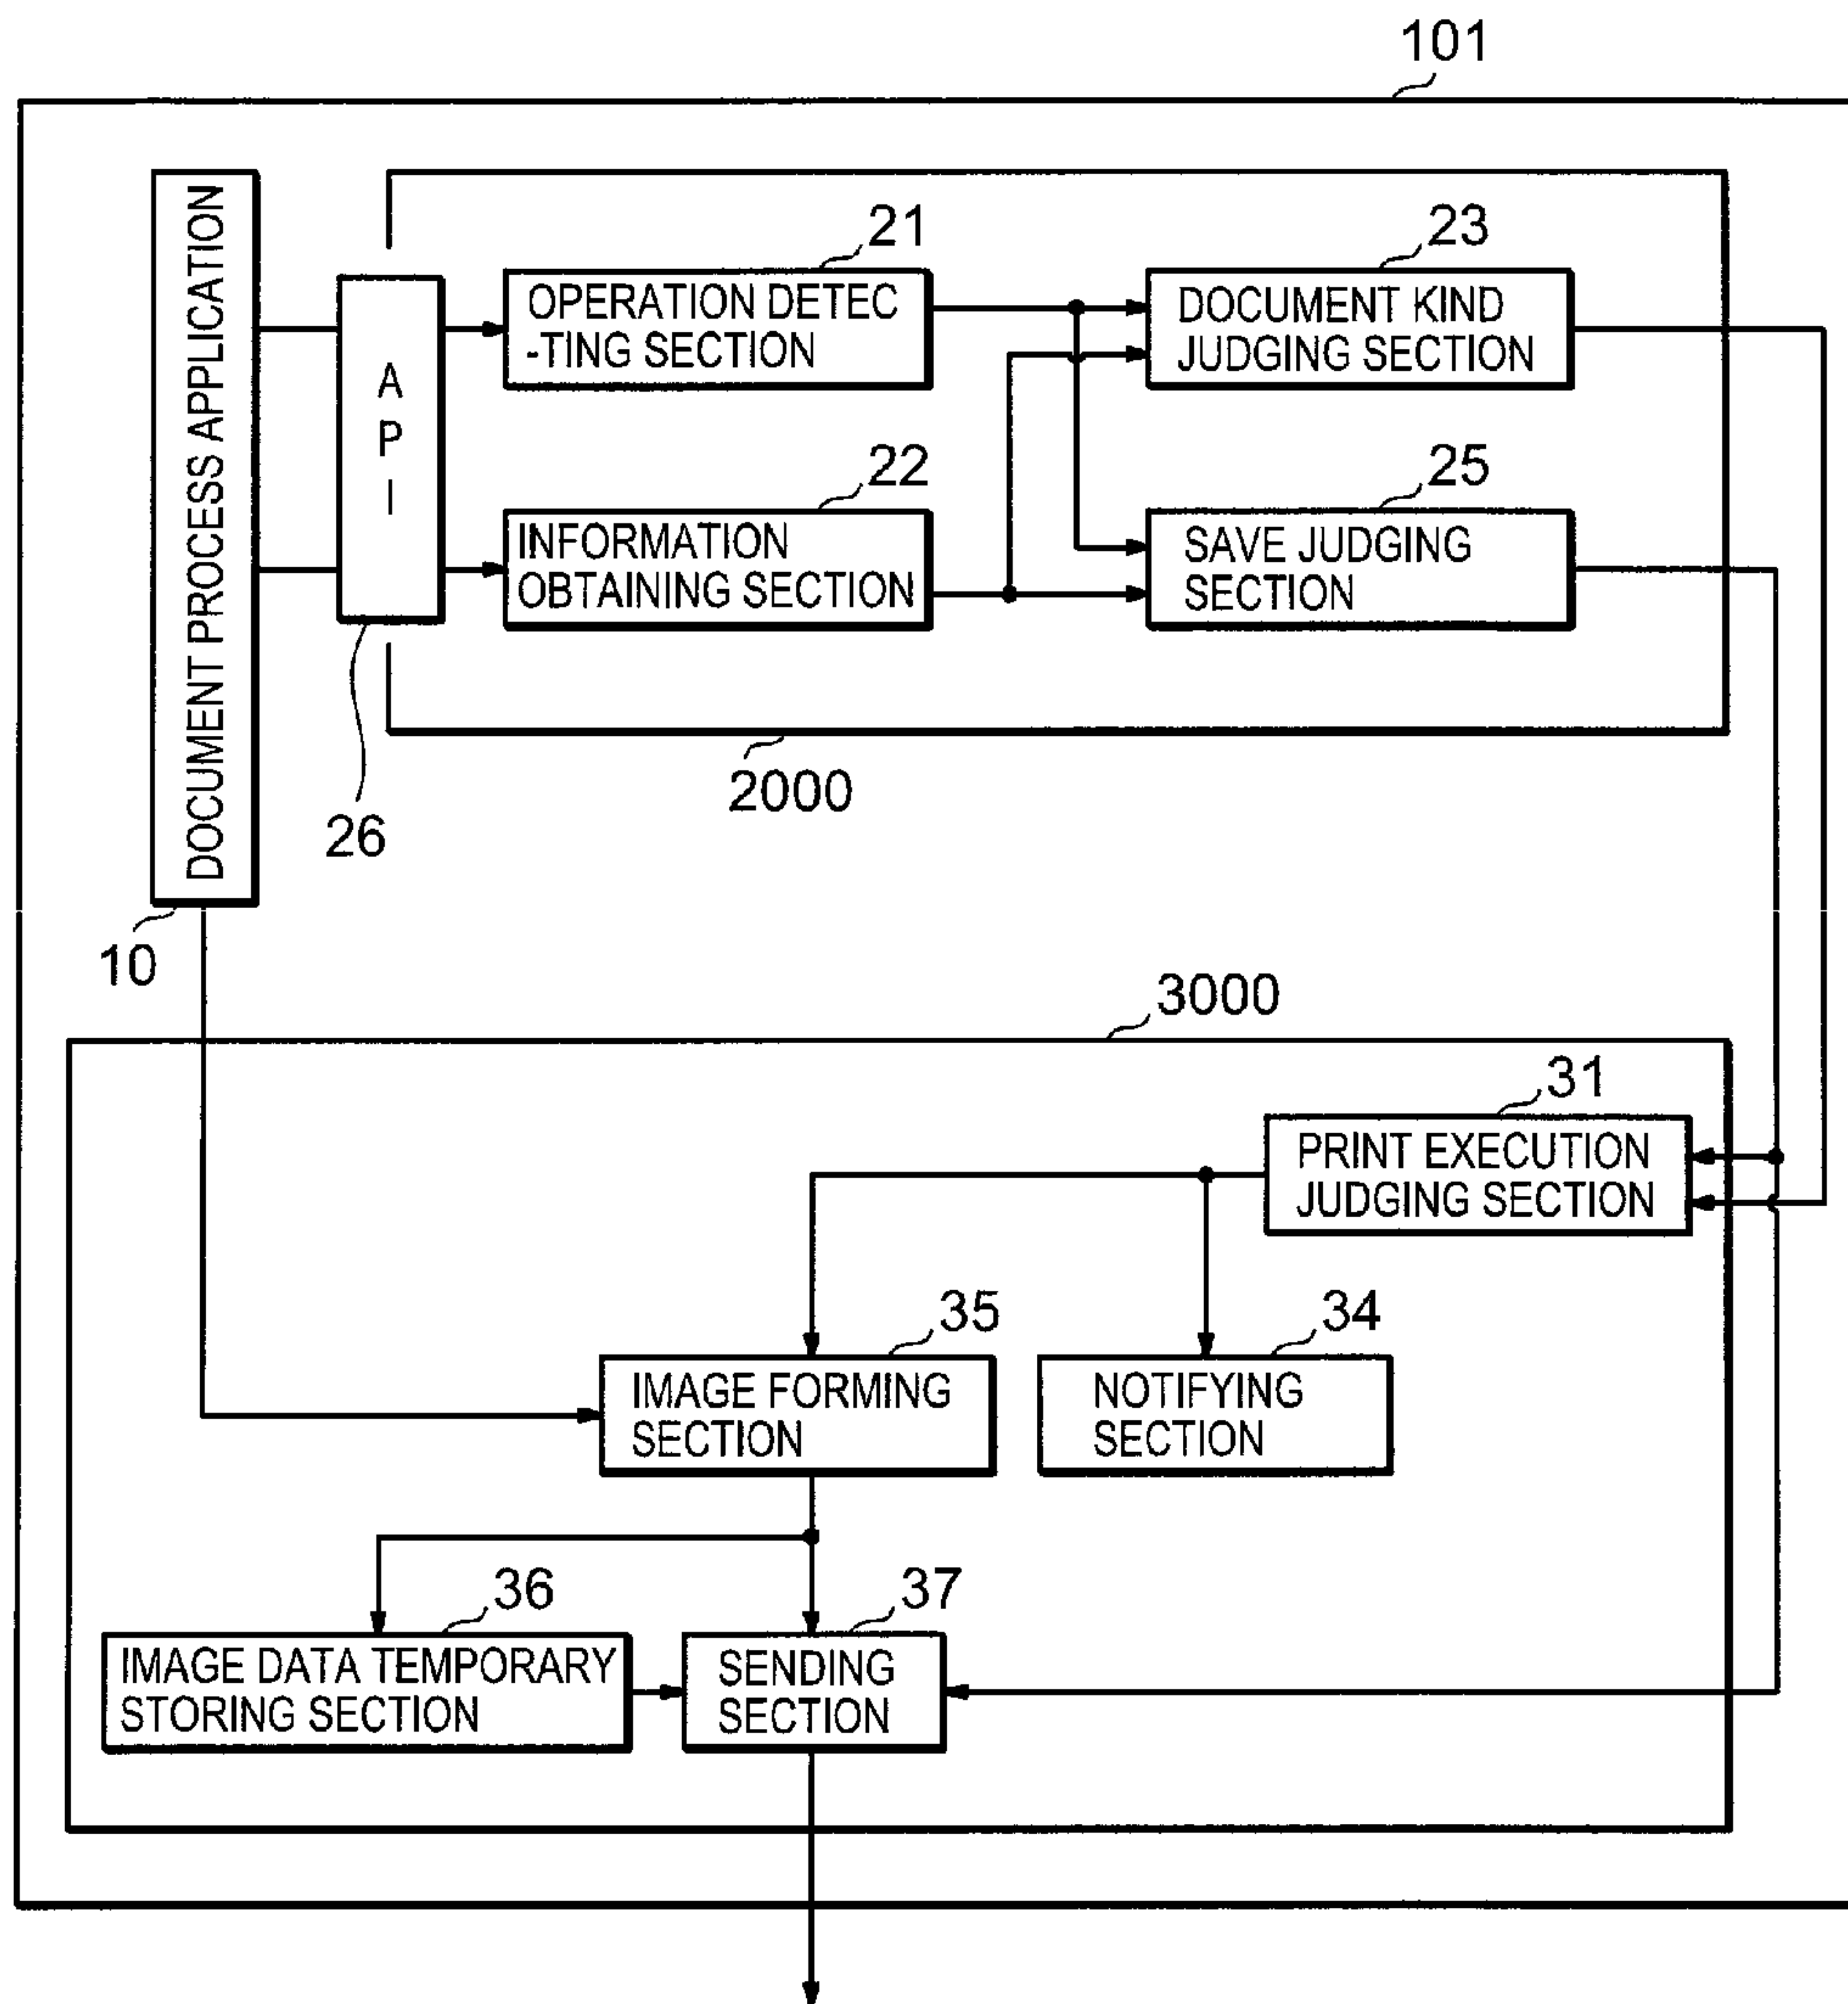 101
DOCUMENT PROCESS APPLICATION
10
A
P
I
26
21
OPERATION DETEC
-TING SECTION
22
INFORMATION
OBTAINING SECTION
23
DOCUMENT KIND
JUDGING SECTION
25
SAVE JUDGING
SECTION
2000
3000
31
PRINT EXECUTION
JUDGING SECTION
35
IMAGE FORMING
SECTION
34
NOTIFYING
SECTION
36
IMAGE DATA TEMPORARY
STORING SECTION
37
SENDING
SECTION